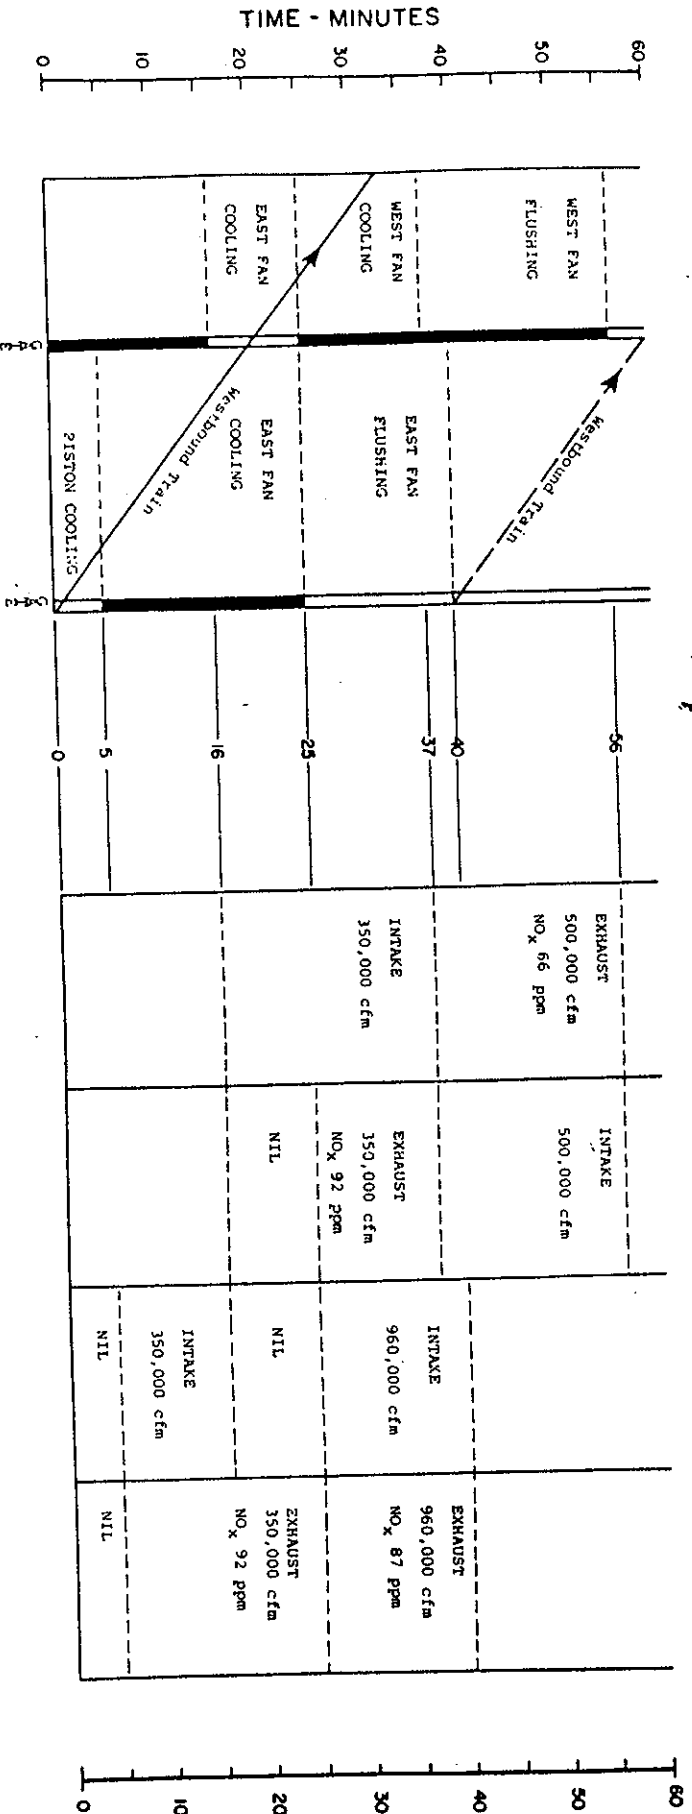 TIME - MINUTES
0
10
20
30
40
50
60
EAST FAN
COOLING
WEST FAN
COOLING
WEST FAN
FLUSHING
PISTON COOLING
EAST FAN
COOLING
EAST FAN
FLUSHING
Westbound Train
Westbound Train
GATE
GATE
0
5
16
25
37
40
56
INTAKE
350,000 cfm
EXHAUST
500,000 cfm
NOx 66 ppm
NIL
EXHAUST
350,000 cfm
NOx 92 ppm
INTAKE
500,000 cfm
NIL
INTAKE
350,000 cfm
NIL
INTAKE
960,000 cfm
NIL
EXHAUST
350,000 cfm
NOx 92 ppm
EXHAUST
960,000 cfm
NOx 87 ppm
0
10
20
30
40
50
60